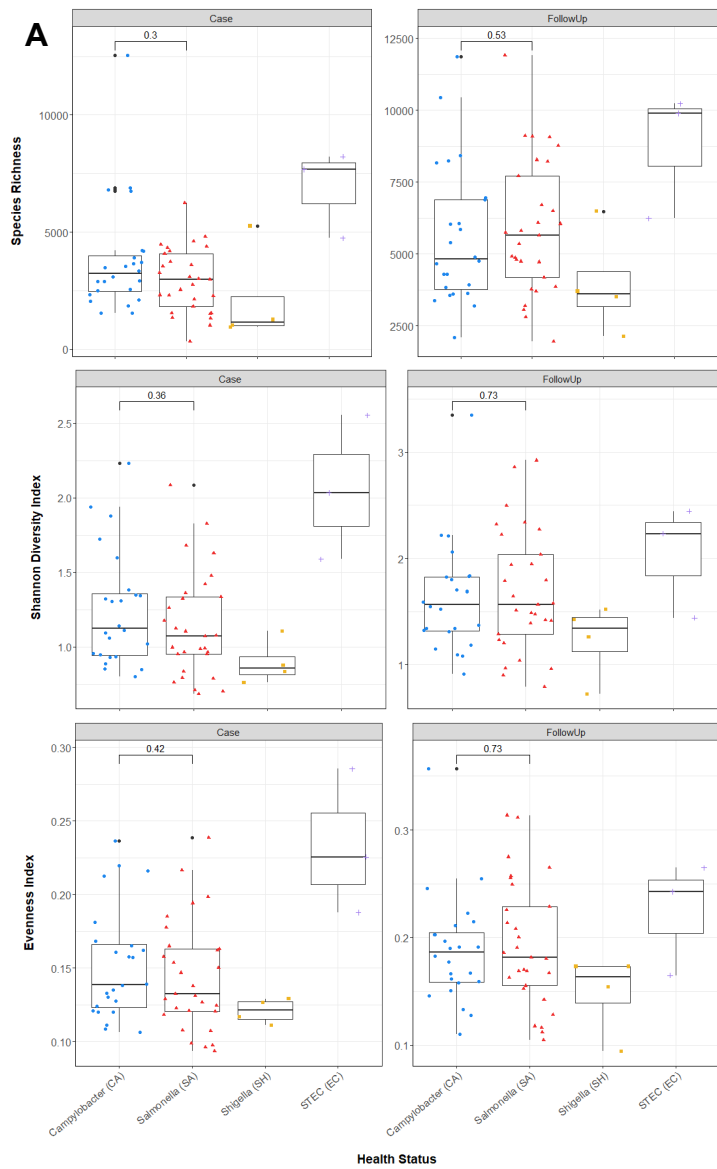 A
Case
FollowUp
0.3
0.53
Species Richness
10000
5000
0
12500
10000
7500
5000
2500
Case
FollowUp
0.36
0.73
Shannon Diversity Index
2.5
2.0
1.5
1.0
3
2
1
Case
FollowUp
0.42
0.73
Evenness Index
0.30
0.25
0.20
0.15
0.10
0.3
0.2
0.1
Campylobacter (CA)
Salmonella (SA)
Shigella (SH)
STEC (EC)
Campylobacter (CA)
Salmonella (SA)
Shigella (SH)
STEC (EC)
Health Status